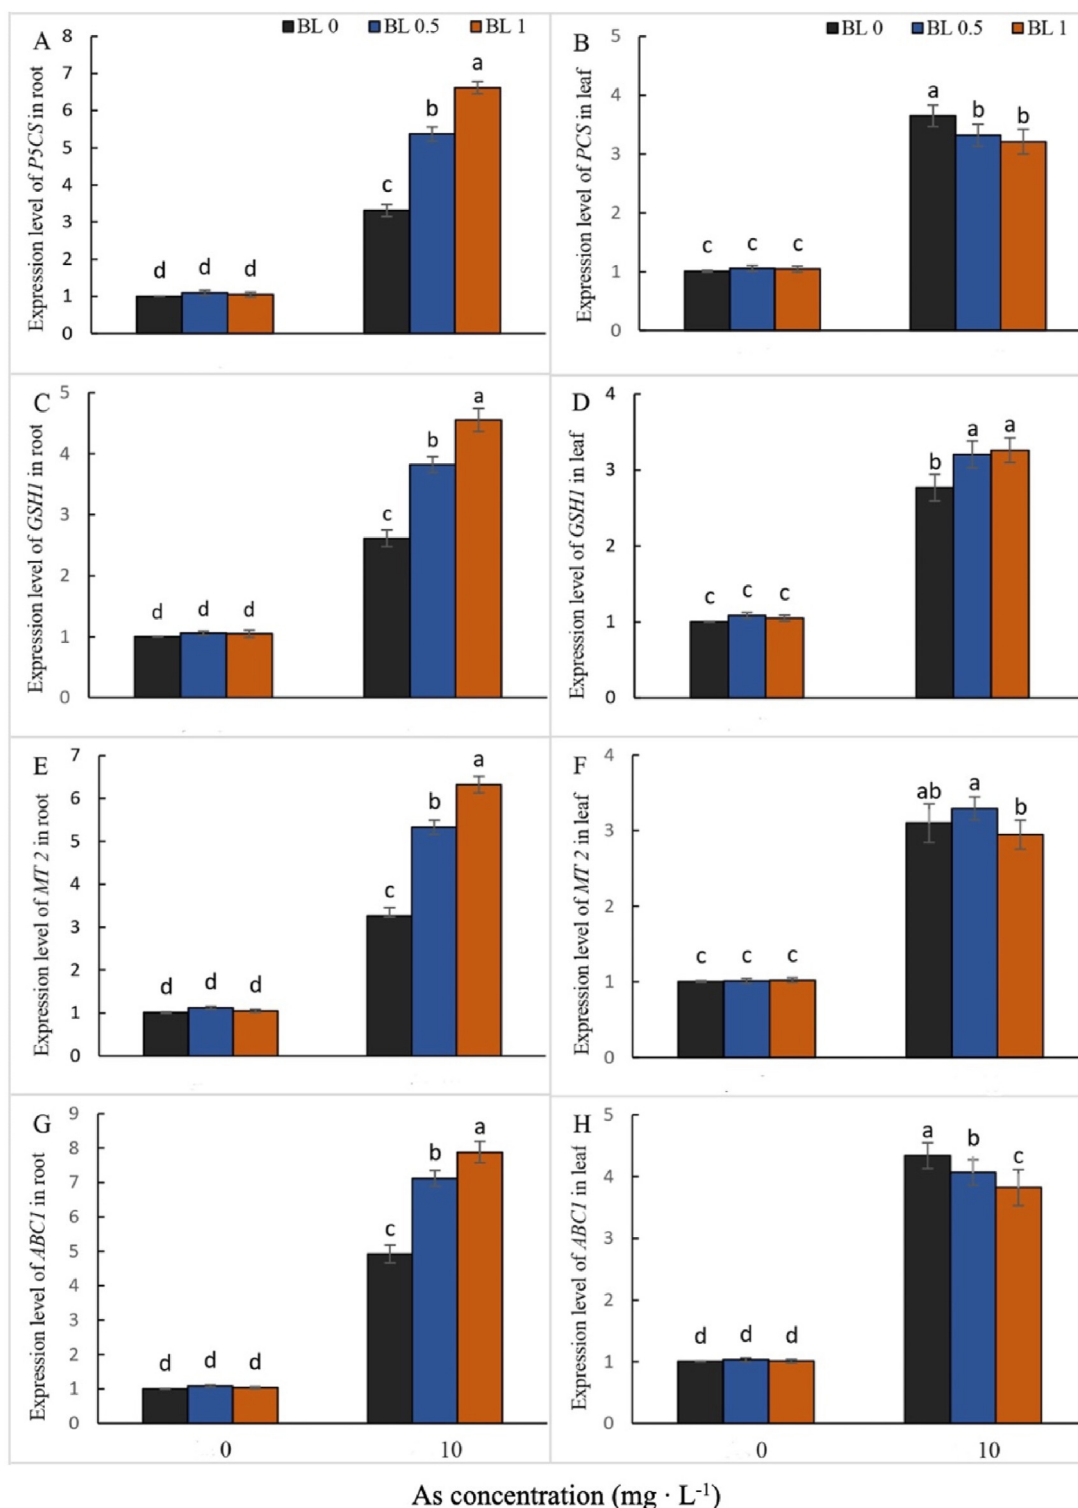 A
BL 0 BL 0.5 BL 1
Expression level of P5CS in root
8
7
6
5
4
3
2
1
0
d d d c b a
B
BL 0 BL 0.5 BL 1
Expression level of PCS in leaf
5
4
3
2
1
0
c c c a b b
C
Expression level of GSH1 in root
5
4
3
2
1
0
d d d c b a
D
Expression level of GSH1 in leaf
4
3
2
1
0
c c c b a a
E
Expression level of MT 2 in root
7
6
5
4
3
2
1
0
d d d c b a
F
Expression level of MT 2 in leaf
4
3
2
1
0
c c c ab a b
G
Expression level of ABC1 in root
9
8
7
6
5
4
3
2
1
0
d d d c b a
0 10
H
Expression level of ABC1 in leaf
5
4
3
2
1
0
d d d a b c
0 10
As concentration (mg · L⁻¹)